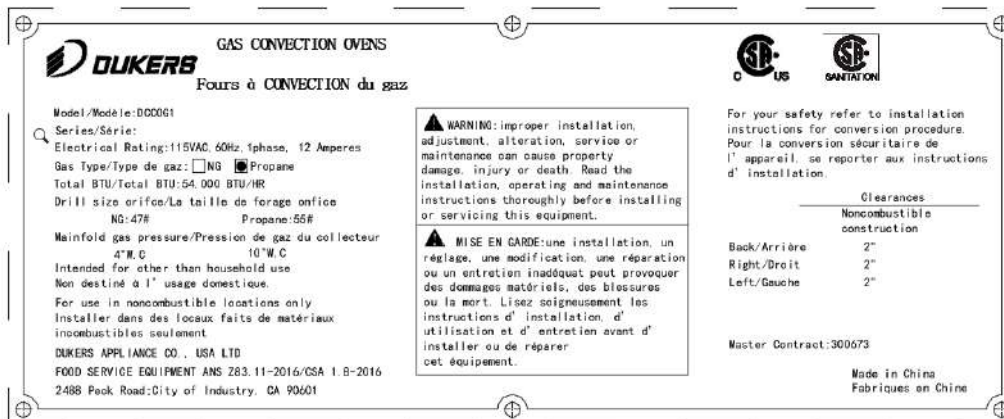 DUKERS
GAS CONVECTION OVENS
Fours à CONVECTION du gaz
Model/Modèle:DCCOG1
Series/Série:
Electrical Rating:115VAC, 60Hz, 1phase, 12 Amperes
Gas Type/Type de gaz: NG Propane
Total BTU/Total BTU:54,000 BTU/HR
Drill size orifce/La taille de forage onfice
NG:47# Propane:55#
Mainfold gas pressure/Pression de gaz du collecteur
4"W.C 10"W.C
Intended for other than household use
Non destiné à l' usage domestique.
For use in noncombustible locations only
Installer dans des locaux faits de matériaux
incombustibles seulement
DUKERS APPLIANCE CO., USA LTD
FOOD SERVICE EQUIPMENT ANS Z83.11-2016/CSA 1.8-2016
2488 Peck Road:City of Industry, CA 90601
WARNING: improper installation,
adjustment, alteration, service or
maintenance can cause property
damage, injury or death. Read the
installation, operating and maintenance
instructions thoroughly before installing
or servicing this equipment.
MISE EN GARDE:une installation, un
réglage, une modification, une réparation
ou un entretien inadéquat peut provoquer
des dommages matériels, des blessures
ou la mort. Lisez soigneusement les
instructions d' installation, d'
utilisation et d' entretien avant d'
installer ou de réparer
cet équipement.
SA C US
SA SANITATION
For your safety refer to installation
instructions for conversion procedure.
Pour la conversion sécuritaire de
l' appareil, se reporter aux instructions
d' installation.
Clearances
Noncombustible
construction
Back/Arrière 2"
Right/Droit 2"
Left/Gauche 2"
Master Contract:300673
Made in China
Fabriques en Chine